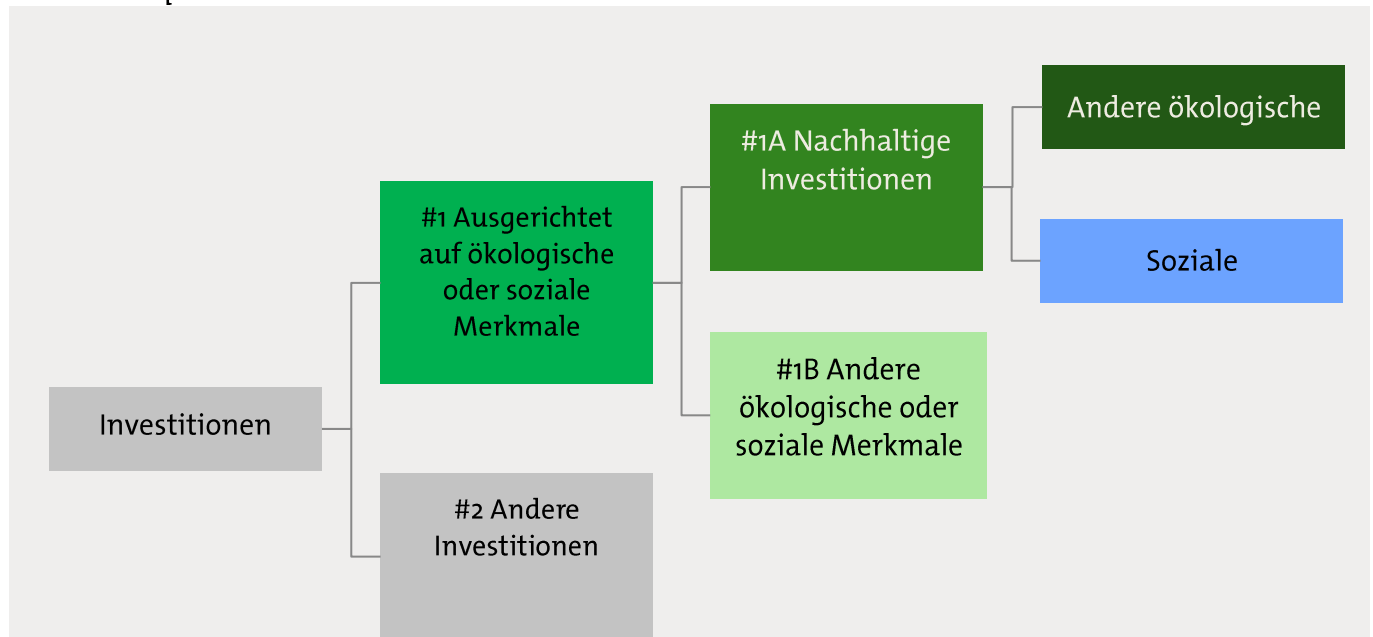 Andere ökologische
#1A Nachhaltige
Investitionen
#1 Ausgerichtet
auf ökologische
oder soziale
Merkmale
Soziale
#1B Andere
ökologische oder
soziale Merkmale
Investitionen
#2 Andere
Investitionen